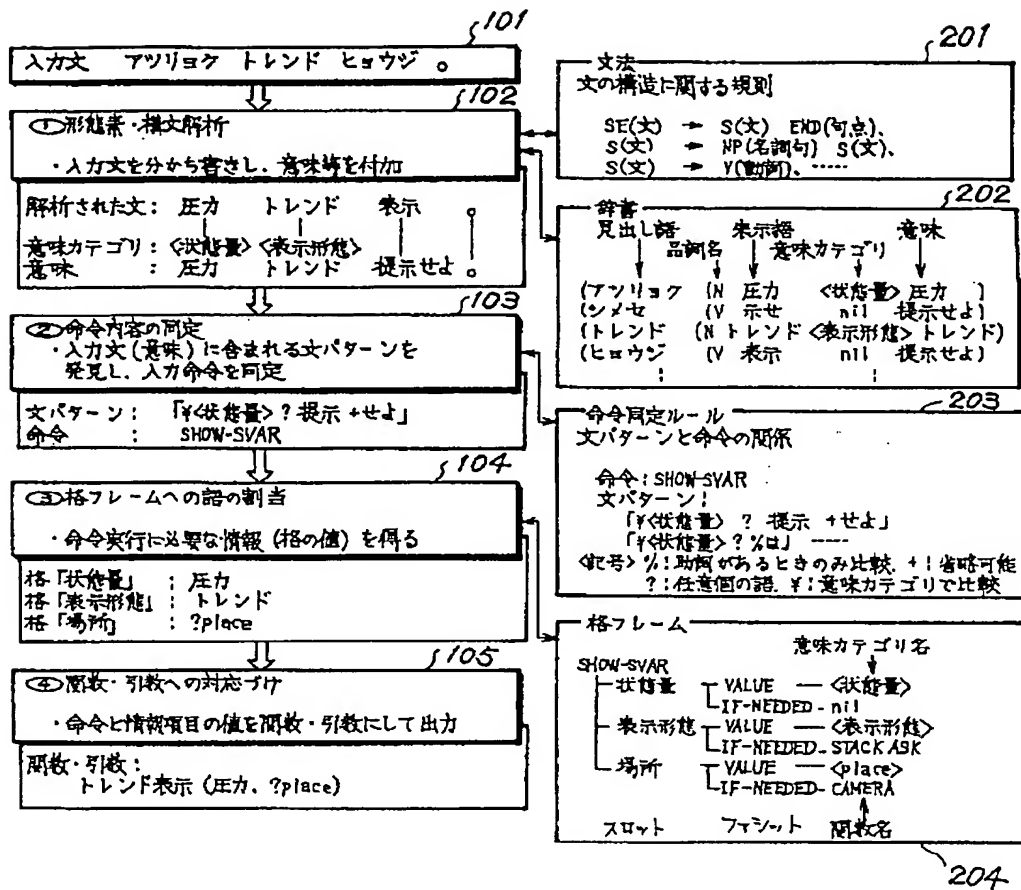 101
入力文 アツリョク トレンド ヒョウジ 。
102
①形態素・構文解析
・入力文を分かち書きし、意味等を付加
解析された文: 圧力 トレンド 表示 。
意味カテゴリ: <状態量> <表示形態>
意味 : 圧力 トレンド 提示せよ 。
103
②命令内容の同定
・入力文(意味)に含まれる文パターンを
発見し、入力命令を同定
文パターン: 「¥<状態量> ? 提示 +せよ」
命令 : SHOW-SVAR
104
③格フレームへの語の割当
・命令実行に必要な情報(格の値)を得る
格「状態量」 : 圧力
格「表示形態」: トレンド
格「場所」 : ?place
105
④関数・引数への対応づけ
・命令と情報項目の値を関数・引数にして出力
関数・引数:
トレンド表示(圧力、?place)
201
文法
文の構造に関する規則
SE(文) → S(文) END(句点)、
S(文) → NP(名詞句) S(文)、
S(文) → V(動詞)、-----
202
辞書
見出し語 表示語 意味
品詞名 意味カテゴリ
(アツリョク (N 圧力 <状態量> 圧力 )
(シメセ (V 示せ nil 提示せよ)
(トレンド (N トレンド <表示形態> トレンド)
(ヒョウジ (V 表示 nil 提示せよ)
203
命令同定ルール
文パターンと命令の関係
命令:SHOW-SVAR
文パターン:
「¥<状態量> ? 提示 +せよ」
「¥<状態量> ? %は」 -----
<記号> %:助詞があるときのみ比較、+:省略可能
?:任意個の語、¥:意味カテゴリで比較
格フレーム
意味カテゴリ名
SHOW-SVAR
状態量 VALUE <状態量>
IF-NEEDED nil
表示形態 VALUE <表示形態>
IF-NEEDED STACK ASK
場所 VALUE <place>
IF-NEEDED CAMERA
スロット ファシット 関数名
204